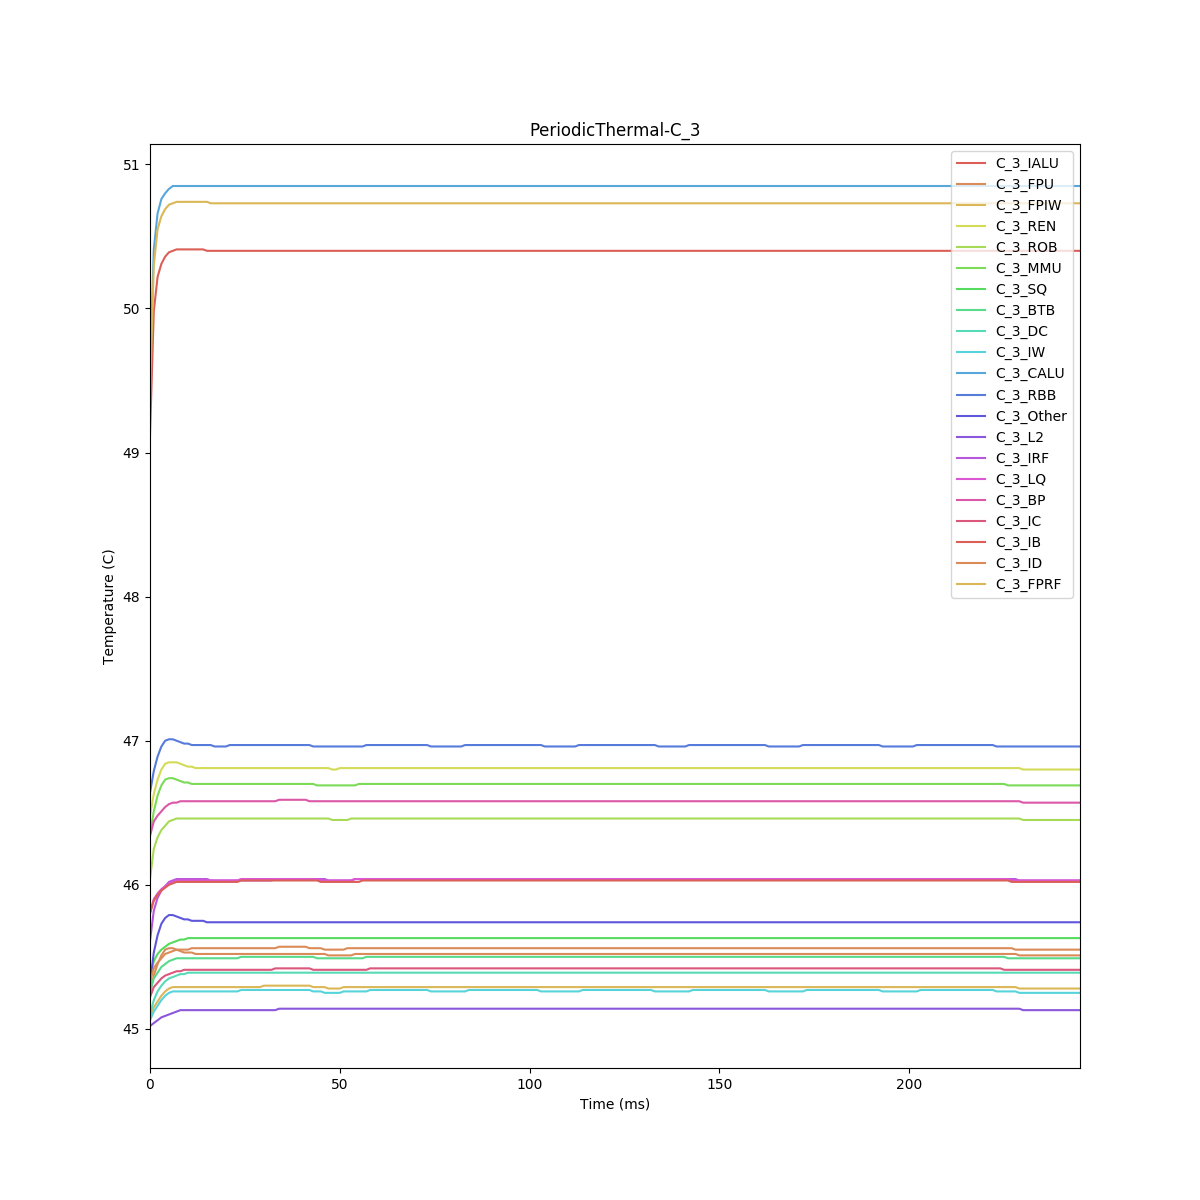 PeriodicThermal-C_3
51
50
49
48
47
46
45
Temperature (C)
0
50
100
150
200
Time (ms)
C_3_IALU
C_3_FPU
C_3_FPIW
C_3_REN
C_3_ROB
C_3_MMU
C_3_SQ
C_3_BTB
C_3_DC
C_3_IW
C_3_CALU
C_3_RBB
C_3_Other
C_3_L2
C_3_IRF
C_3_LQ
C_3_BP
C_3_IC
C_3_IB
C_3_ID
C_3_FPRF